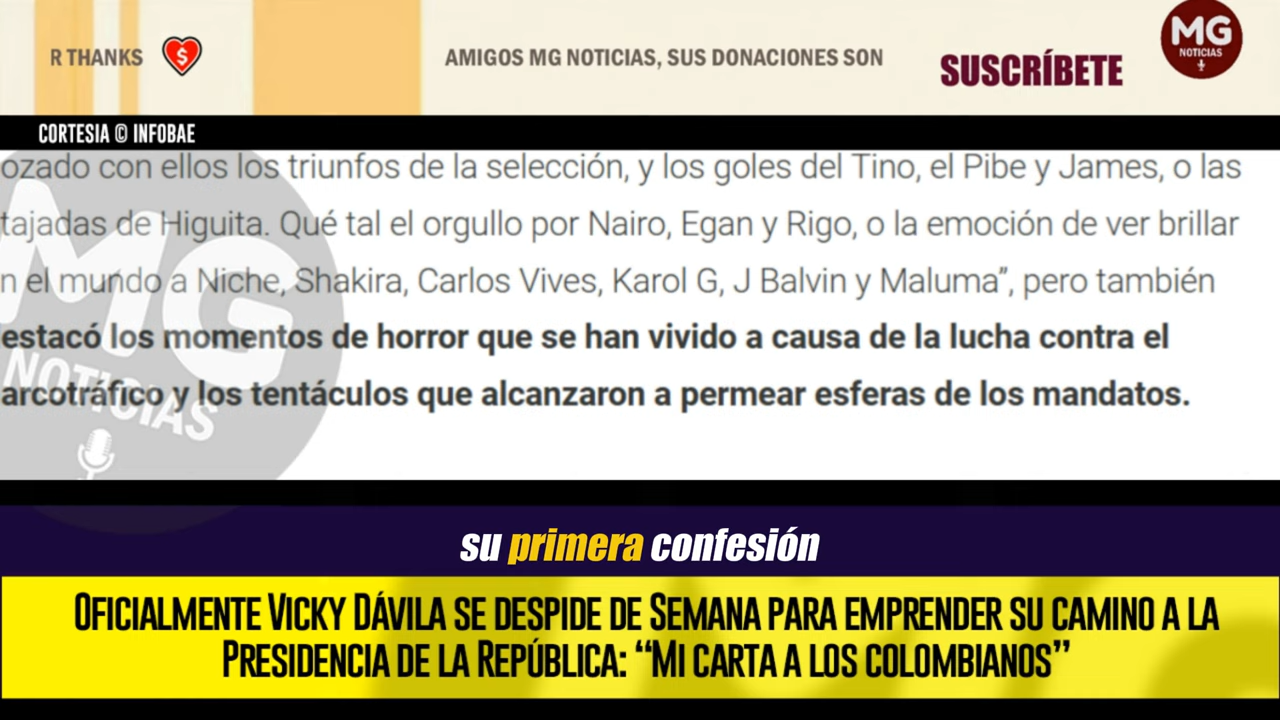 R THANKS
AMIGOS MG NOTICIAS, SUS DONACIONES SON
SUSCRÍBETE
MG
NOTICIAS
CORTESIA © INFOBAE
ozado con ellos los triunfos de la selección, y los goles del Tino, el Pibe y James, o las
tajadas de Higuita. Qué tal el orgullo por Nairo, Egan y Rigo, o la emoción de ver brillar
n el mundo a Niche, Shakira, Carlos Vives, Karol G, J Balvin y Maluma”, pero también
estacó los momentos de horror que se han vivido a causa de la lucha contra el
arcotráfico y los tentáculos que alcanzaron a permear esferas de los mandatos.
MG
NOTICIAS
su primera confesión
OFICIALMENTE VICKY DÁVILA SE DESPIDE DE SEMANA PARA EMPRENDER SU CAMINO A LA
PRESIDENCIA DE LA REPÚBLICA: “MI CARTA A LOS COLOMBIANOS”